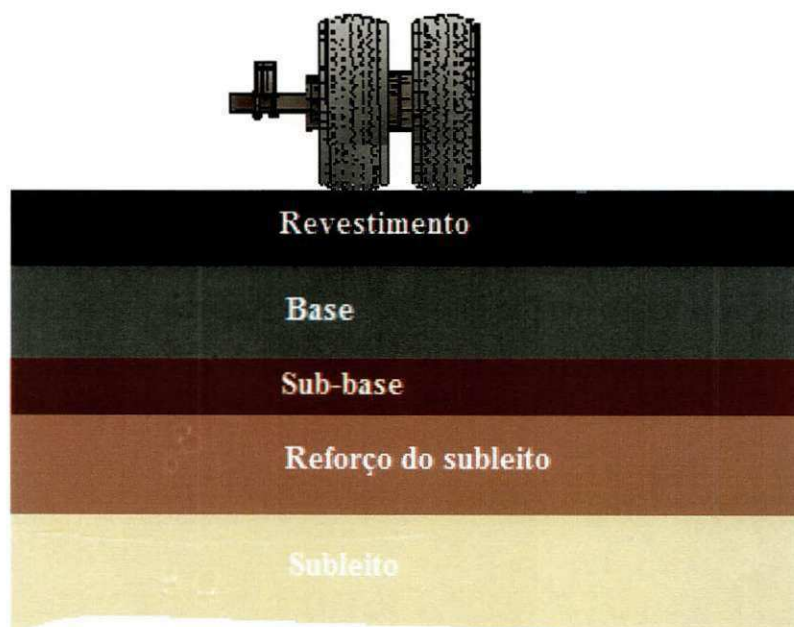 Revestimento
Base
Sub-base
Reforço do subleito
Subleito